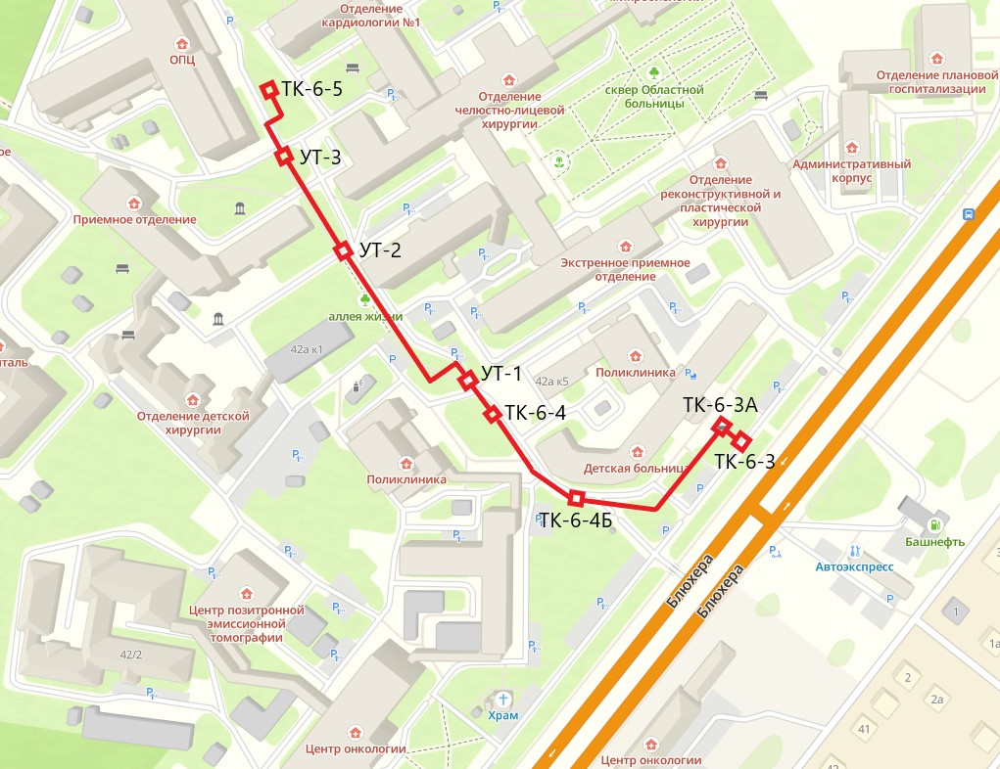 Отделение
кардиологии №1
ОПЦ
ТК-6-5
Отделение
челюстно-лицевой
хирургии
сквер Областной
больницы
Отделение плановой
госпитализации
УТ-3
Административный
корпус
Отделение
реконструктивной и
пластической
хирургии
Приемное отделение
УТ-2
Экстренное приемное
отделение
аллея жизни
42а к1
УТ-1
42а к5
Поликлиника
ТК-6-3А
ТК-6-4
Отделение детской
хирургии
Поликлиника
Детская больница
ТК-6-3
ТК-6-4Б
Башнефть
Автоэкспресс
Блюхера
Блюхера
Центр позитронной
эмиссионной
томографии
42/2
1
1а
2
2а
41
Храм
Центр онкологии
Центр онкологии